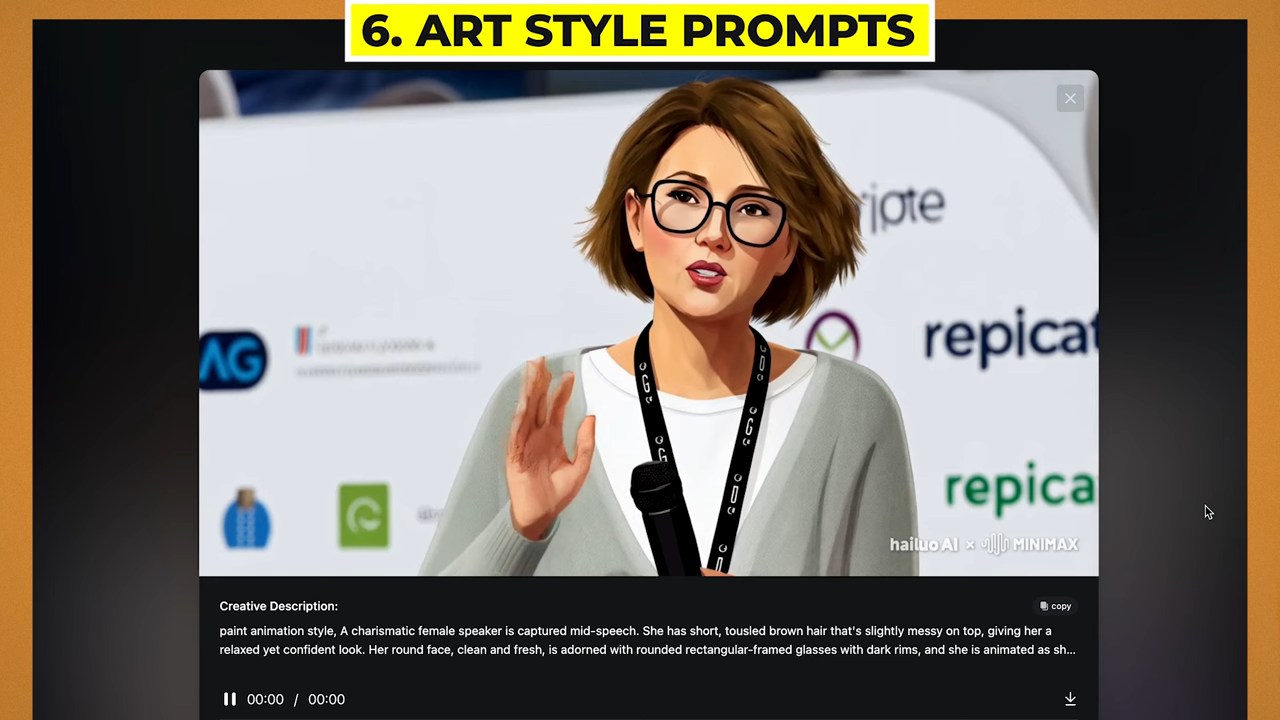 6. ART STYLE PROMPTS
AG
repicat
repica
hailuo AI × MINIMAX
Creative Description:
copy
paint animation style, A charismatic female speaker is captured mid-speech. She has short, tousled brown hair that's slightly messy on top, giving her a
relaxed yet confident look. Her round face, clean and fresh, is adorned with rounded rectangular-framed glasses with dark rims, and she is animated as sh...
00:00 / 00:00